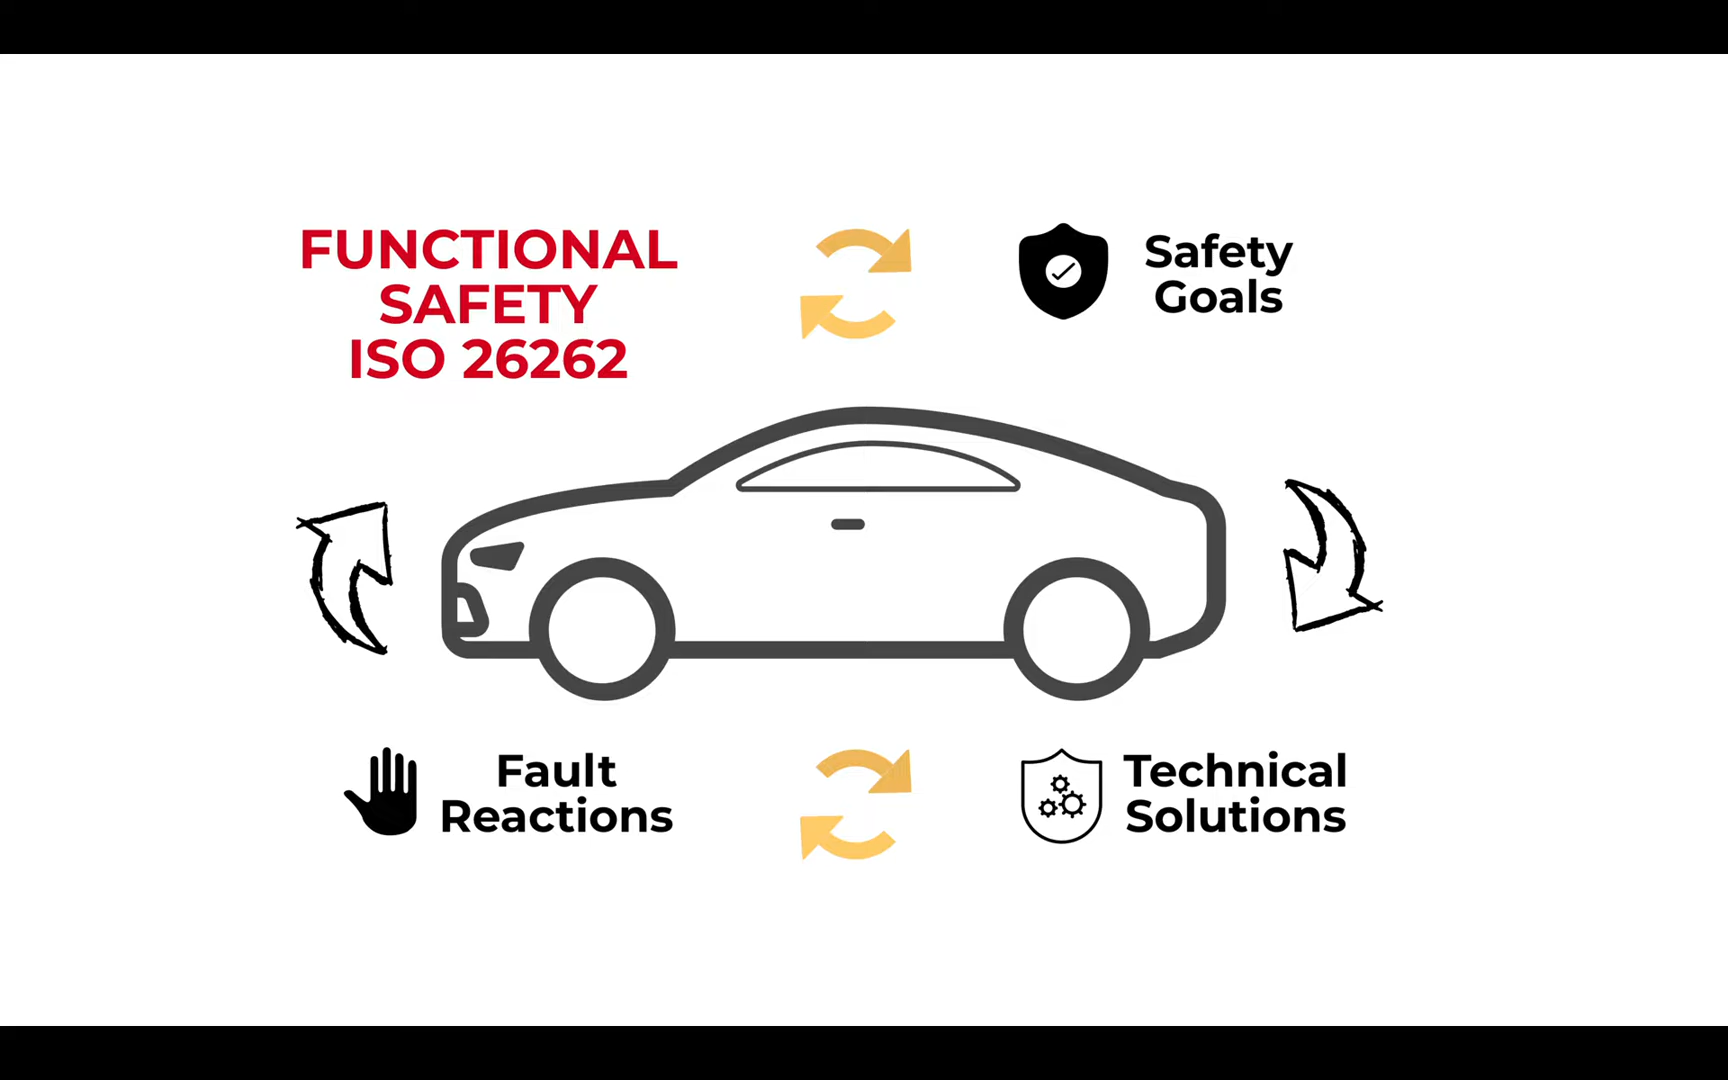 FUNCTIONAL
SAFETY
ISO 26262
Safety
Goals
Fault
Reactions
Technical
Solutions